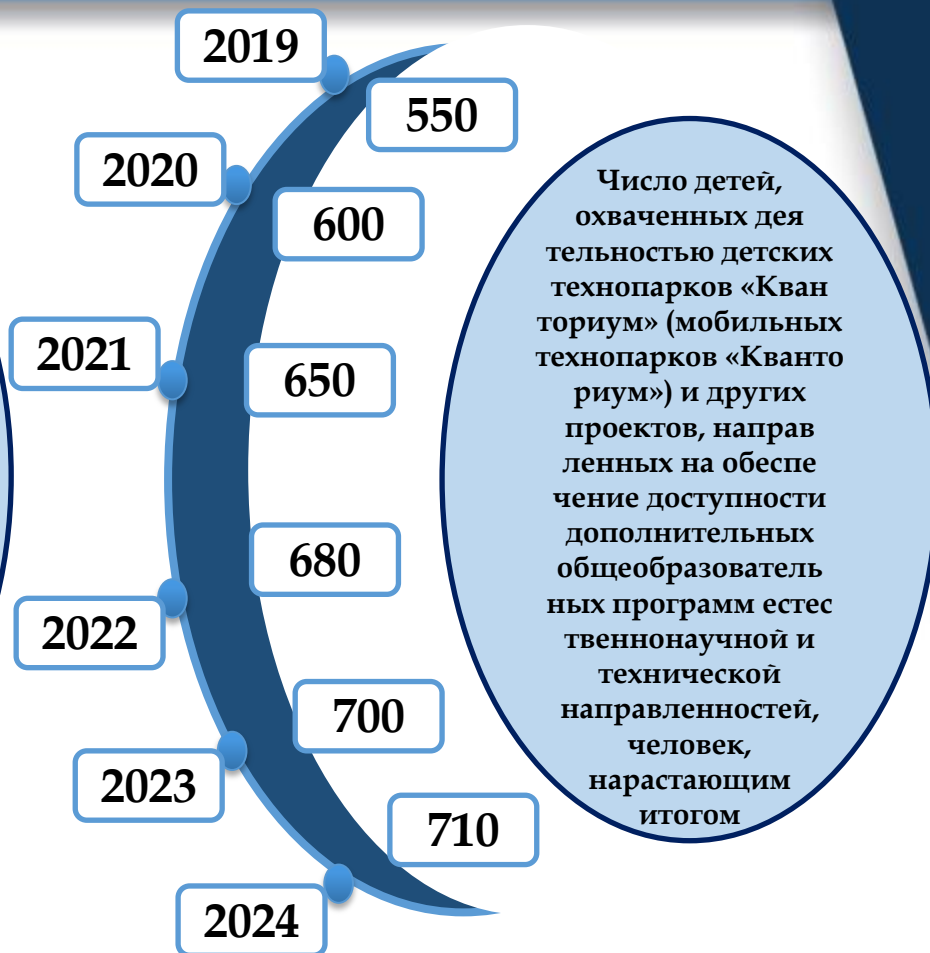 2019
550
2020
600
2021
650
680
2022
700
2023
710
2024
Число детей,
охваченных дея
тельностью детских
технопарков «Кван
ториум» (мобильных
технопарков «Кванто
риум») и других
проектов, направ
ленных на обеспе
чение доступности
дополнительных
общеобразователь
ных программ естес
твеннонаучной и
технической
направленностей,
человек,
нарастающим
итогом